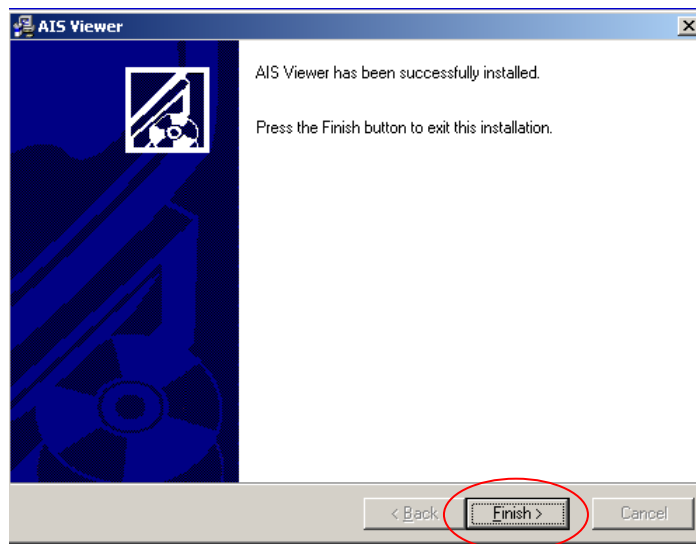 AIS Viewer
AIS Viewer has been successfully installed.
Press the Finish button to exit this installation.
< Back
Finish >
Cancel